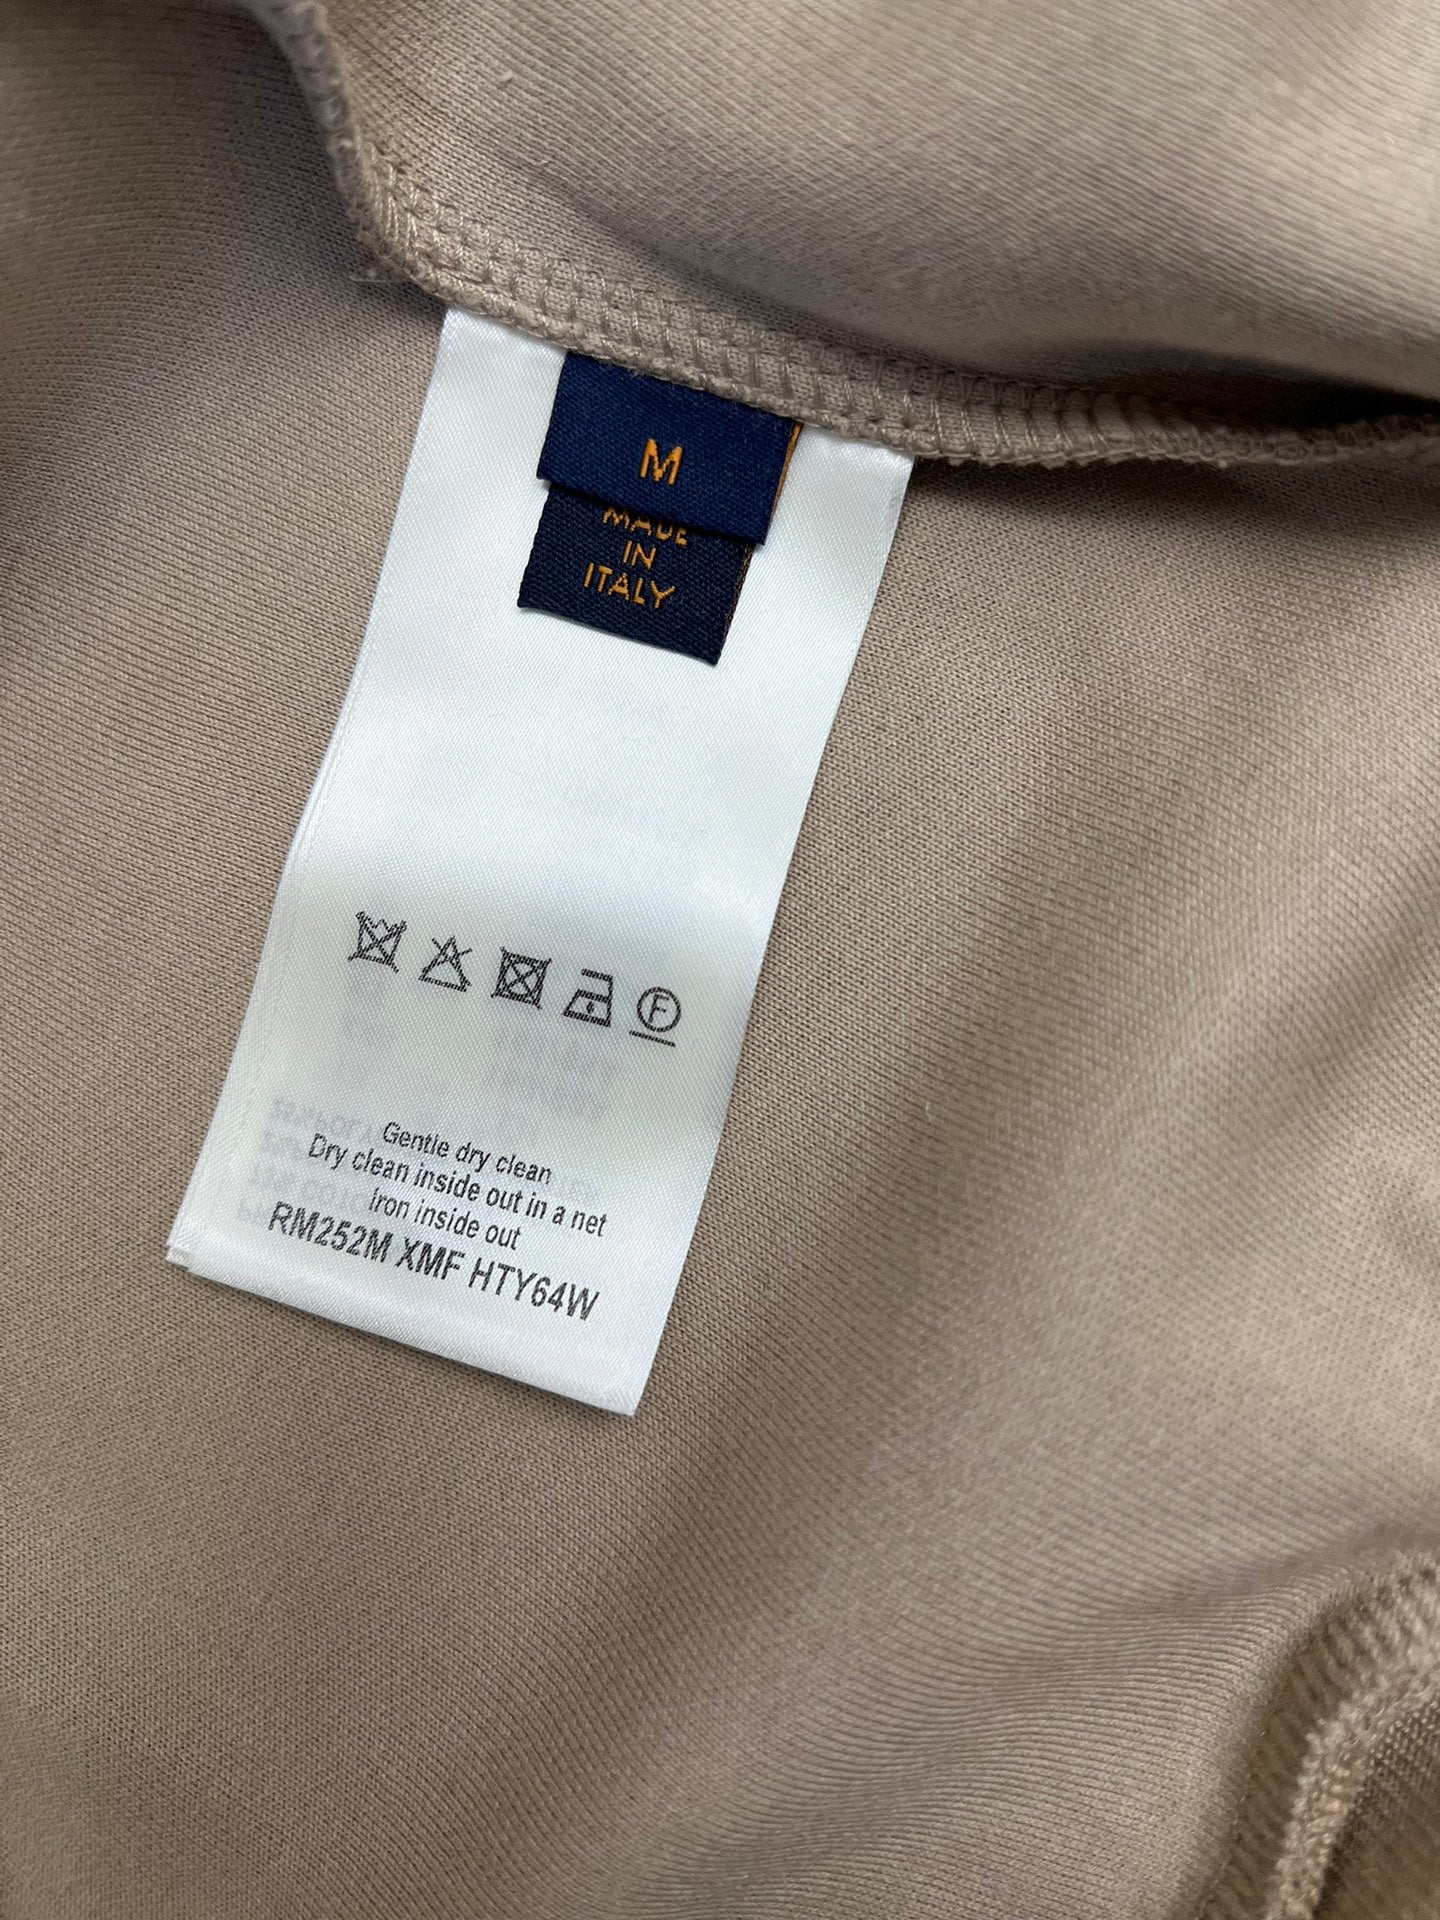 M
MADE
IN
ITALY
F
Gentle dry clean
Dry clean inside out in a net
Iron inside out
RM252M XMF HTY64W